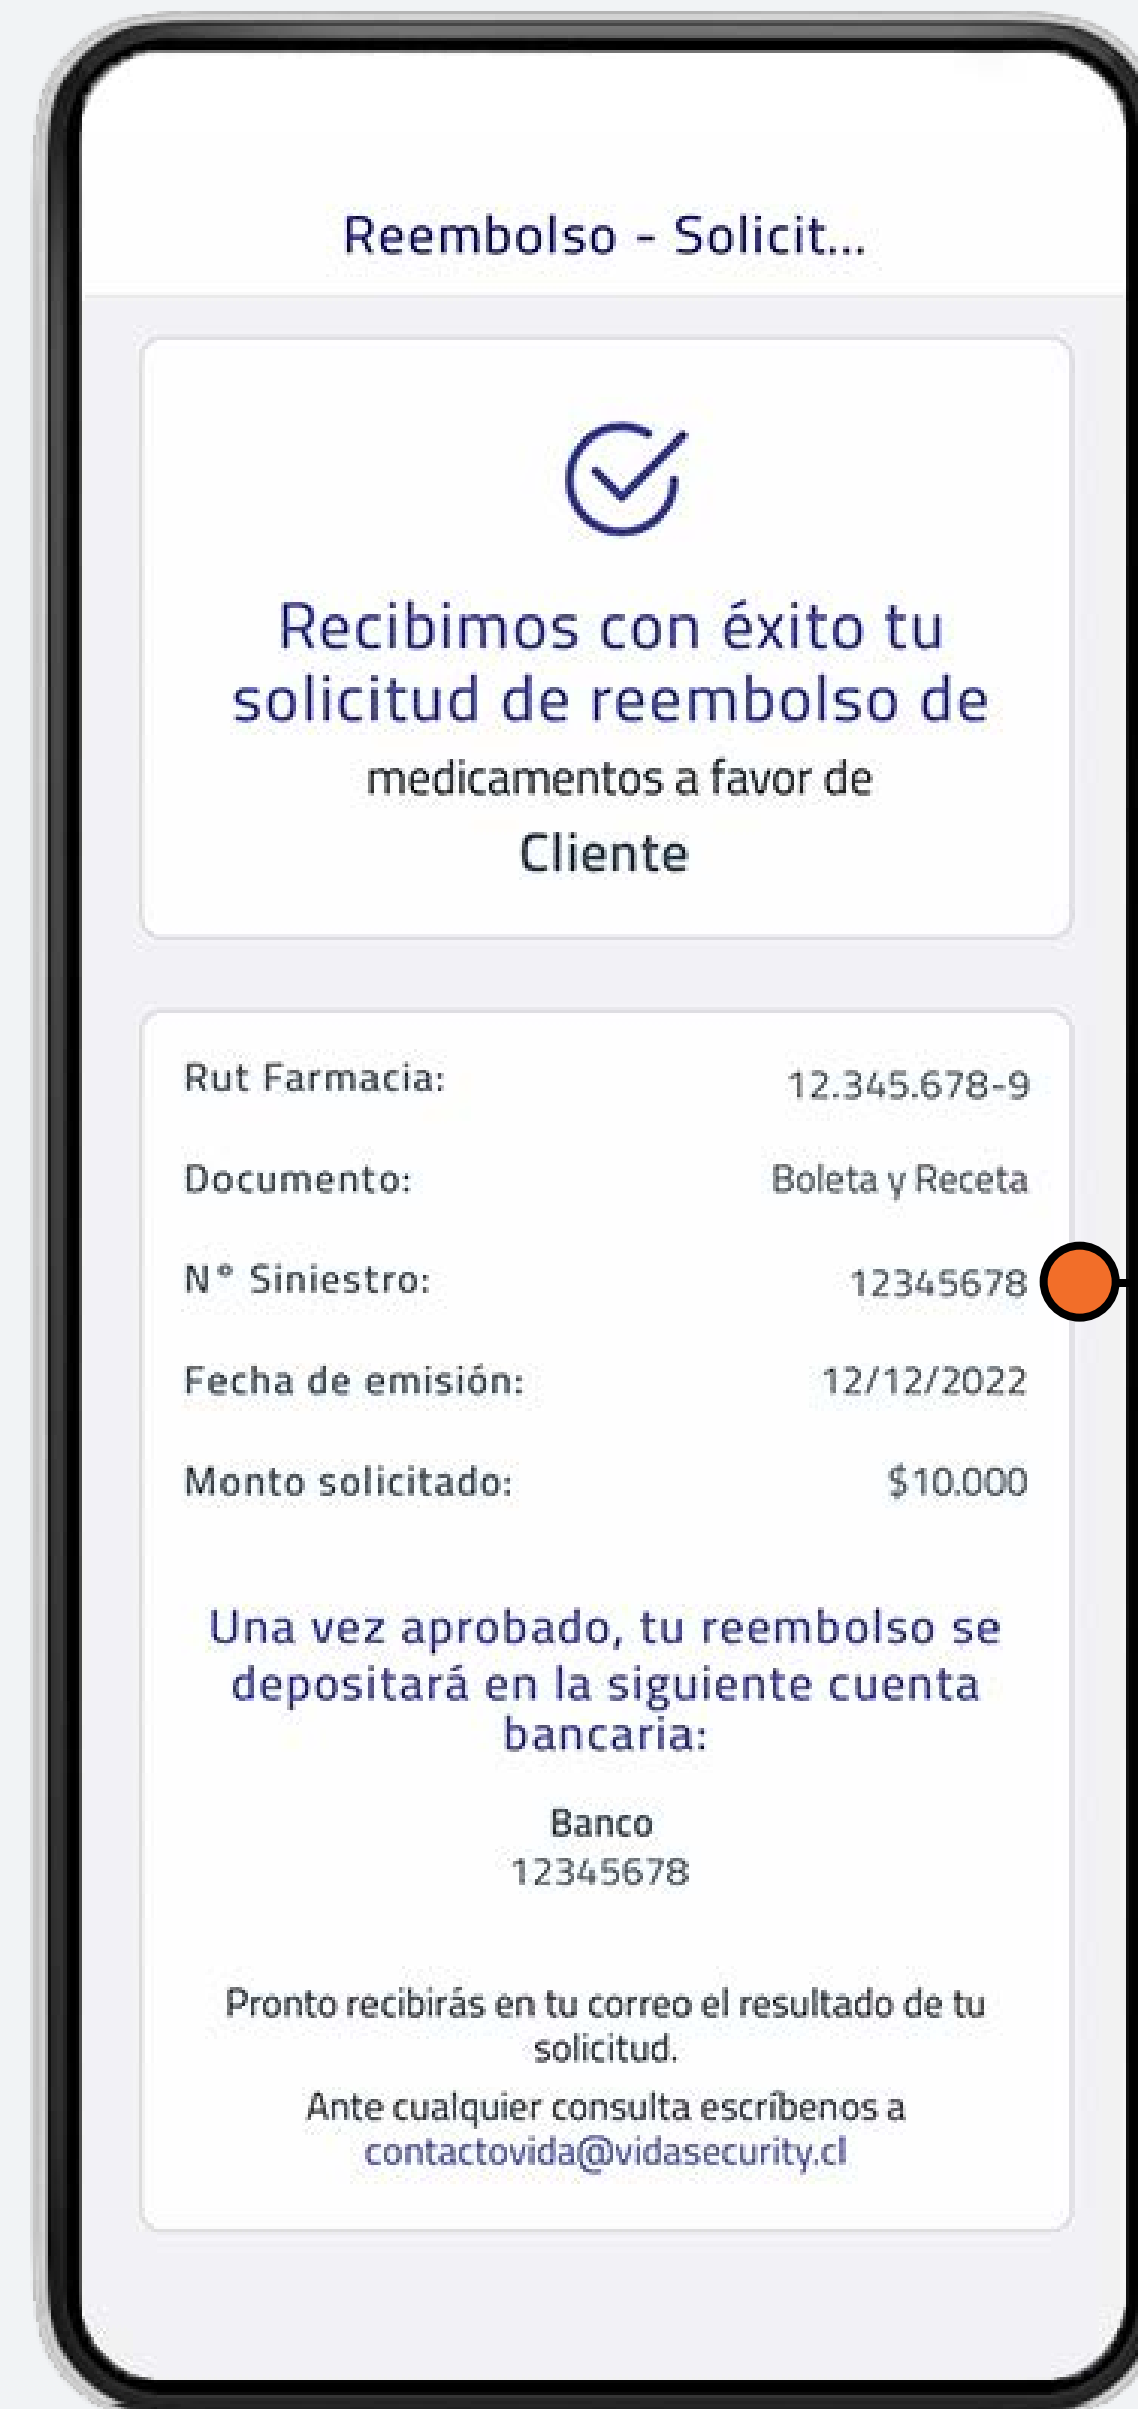 Reembolso - Solicit...
Recibimos con éxito tu
solicitud de reembolso de
medicamentos a favor de
Cliente
Rut Farmacia: 12.345.678-9
Documento: Boleta y Receta
N° Siniestro: 12345678
Fecha de emisión: 12/12/2022
Monto solicitado: $10.000
Una vez aprobado, tu reembolso se
depositará en la siguiente cuenta
bancaria:
Banco
12345678
Pronto recibirás en tu correo el resultado de tu
solicitud.
Ante cualquier consulta escríbenos a
contactovida@vidasecurity.cl